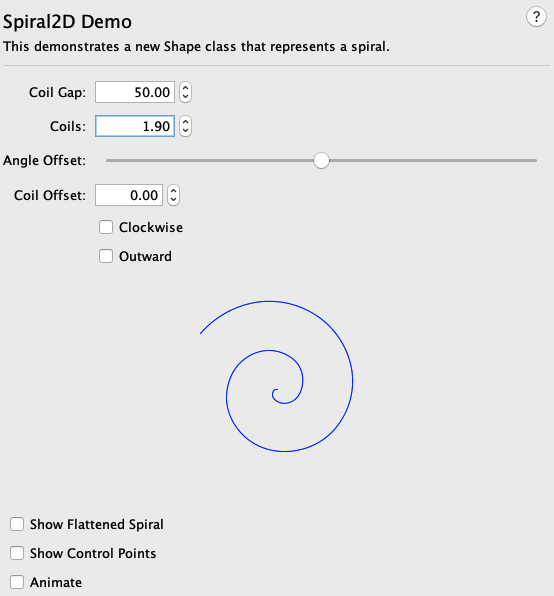 Spiral2D Demo
?
This demonstrates a new Shape class that represents a spiral.
Coil Gap: 50.00
Coils: 1.90
Angle Offset:
Coil Offset: 0.00
Clockwise
Outward
Show Flattened Spiral
Show Control Points
Animate